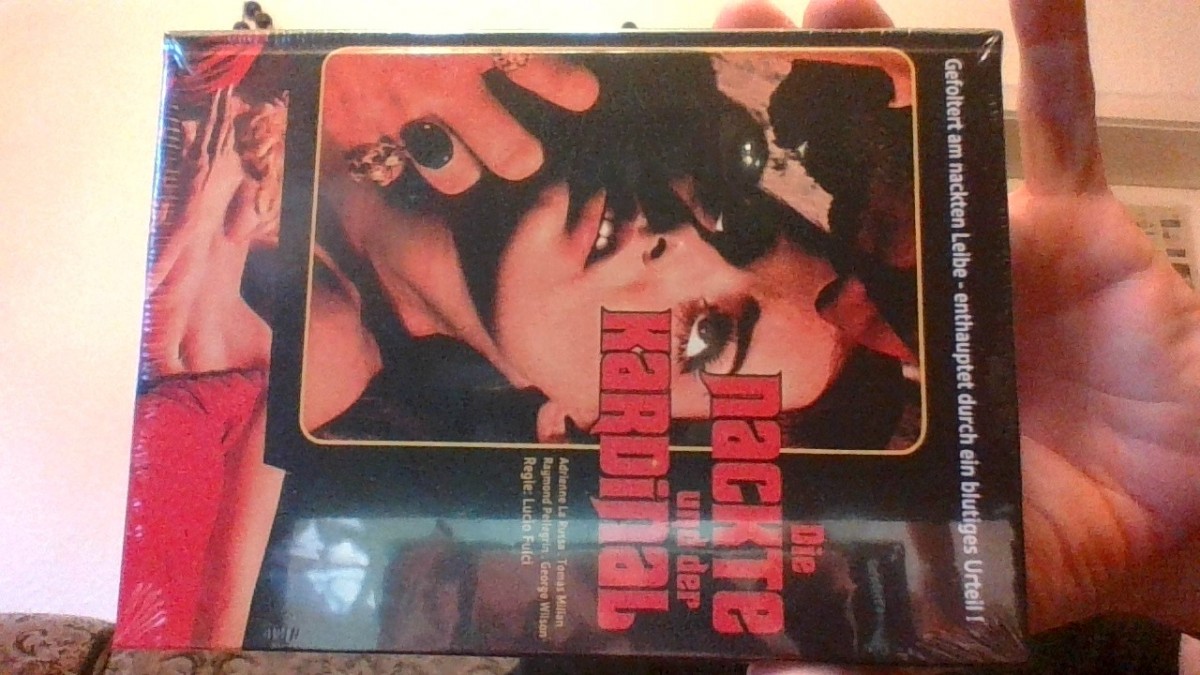 Gefoltert am nackten Leibe - enthauptet durch ein blutiges Urteil !
Die
nackte
und der
Kardinal
Adrienne La Russa . Tomas Milian
Raymond Pellegrin . George Wilson
Regie: Lucio Fulci